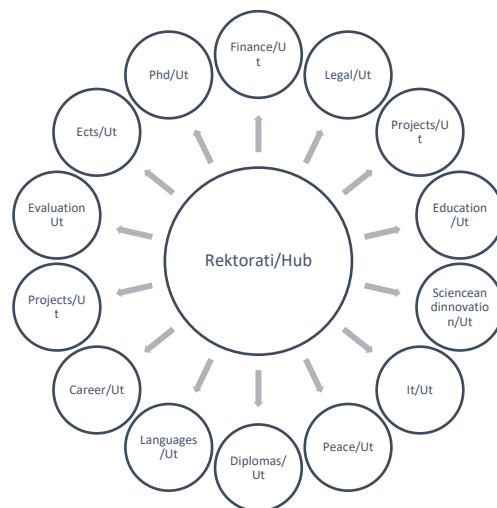 Finance/U
t
Legal/Ut
Projects/U
t
Education
/Ut
Sciencean
dinnovatio
n/Ut
It/Ut
Peace/Ut
Diplomas/
Ut
Languages
/Ut
Career/Ut
Projects/U
t
Evaluation
Ut
Ects/Ut
Phd/Ut
Rektorati/Hub